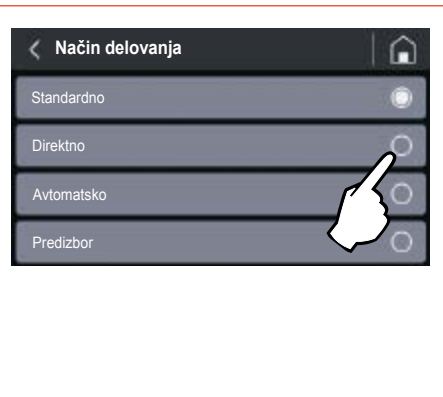 Način delovanja
Standardno
Direktno
Avtomatsko
Predizbor